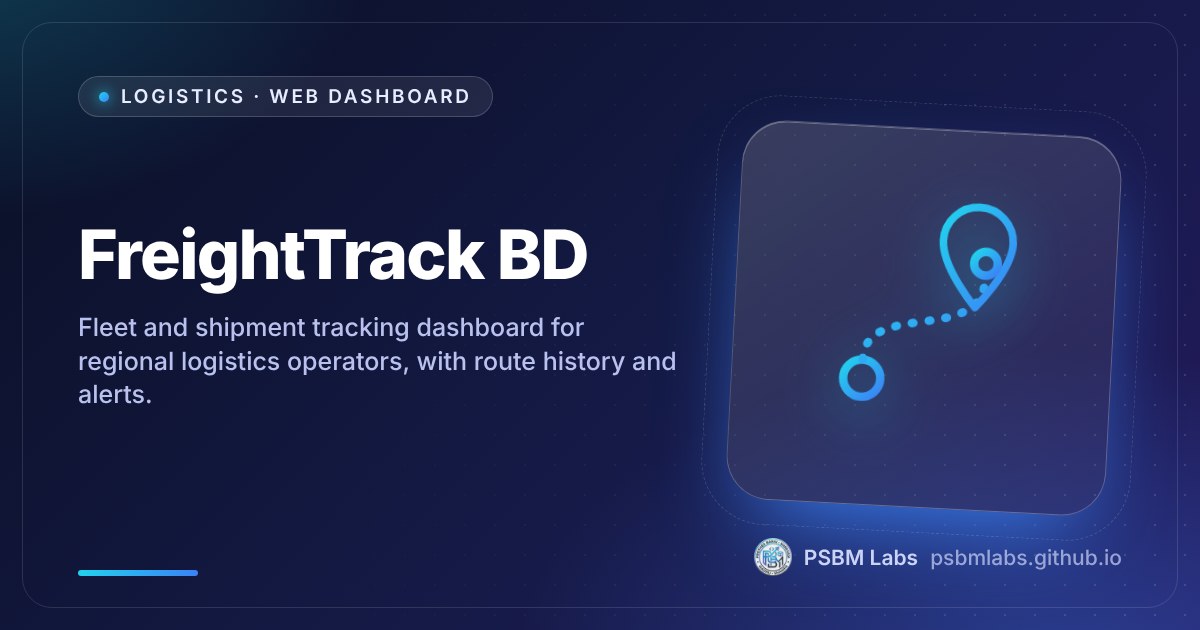 LOGISTICS · WEB DASHBOARD
FreightTrack BD
Fleet and shipment tracking dashboard for
regional logistics operators, with route history and
alerts.
PSBM Labs psbmlabs.github.io